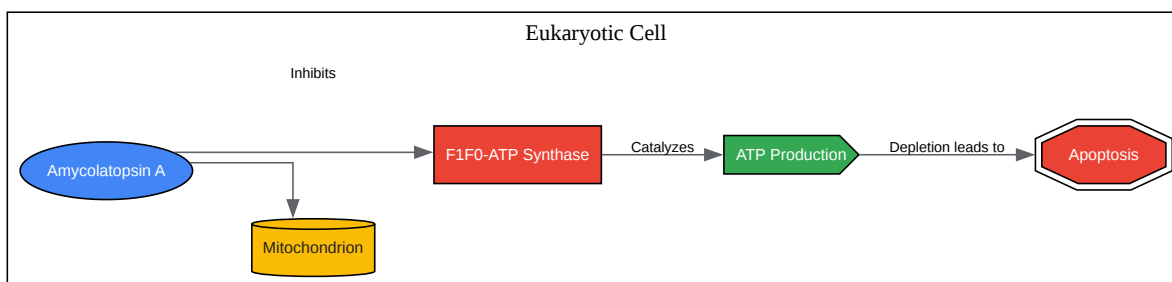 Eukaryotic Cell
Inhibits
Amycolatopsin A
F1F0-ATP Synthase
Catalyzes
ATP Production
Depletion leads to
Apoptosis
Mitochondrion